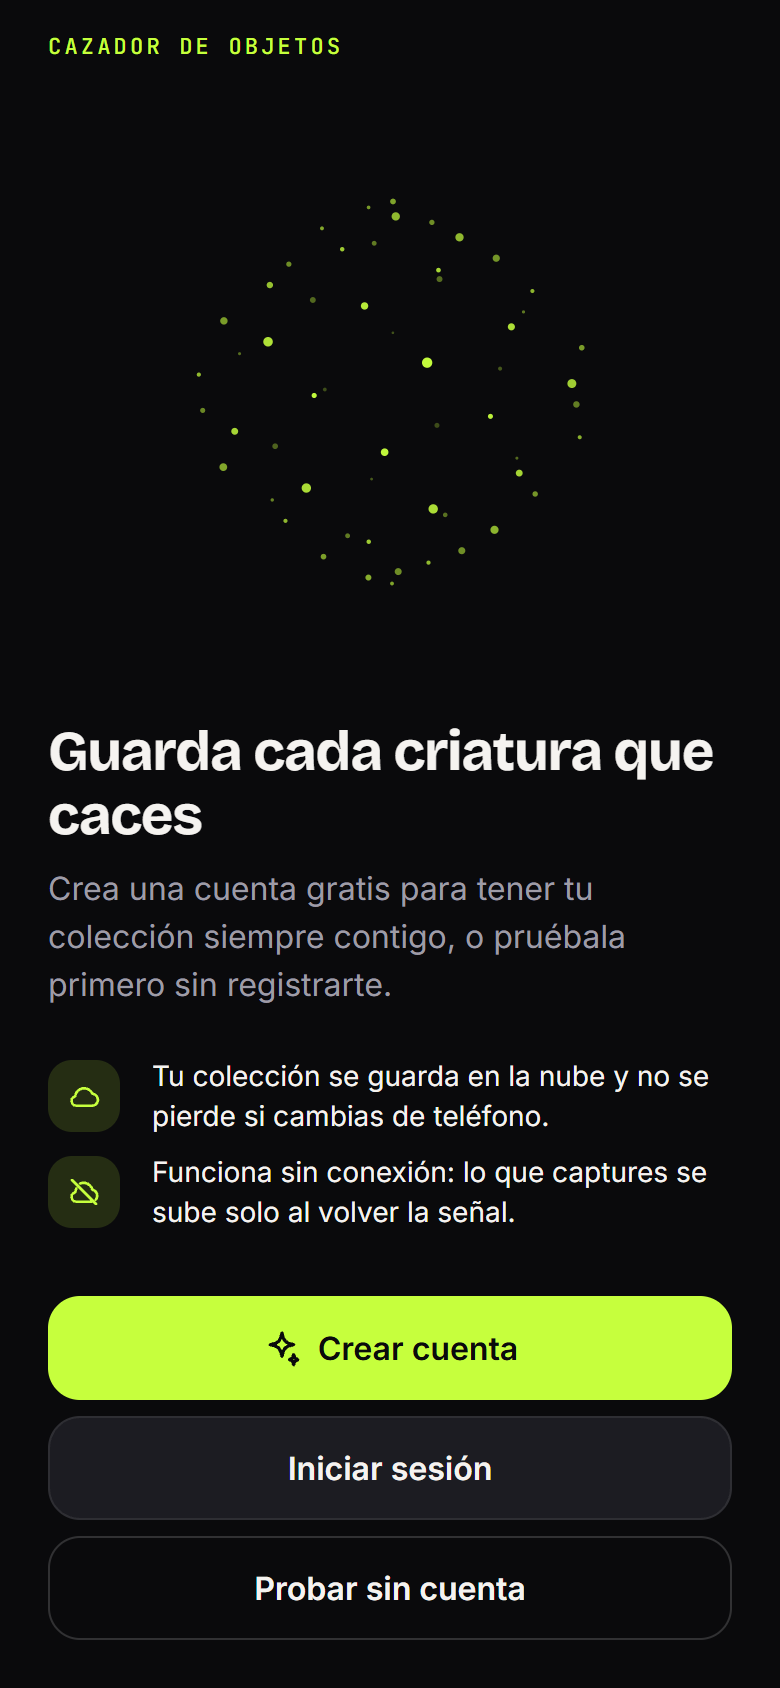 CAZADOR DE OBJETOS
Guarda cada criatura que
caces
Crea una cuenta gratis para tener tu
colección siempre contigo, o pruébala
primero sin registrarte.
Tu colección se guarda en la nube y no se
pierde si cambias de teléfono.
Funciona sin conexión: lo que captures se
sube solo al volver la señal.
Crear cuenta
Iniciar sesión
Probar sin cuenta